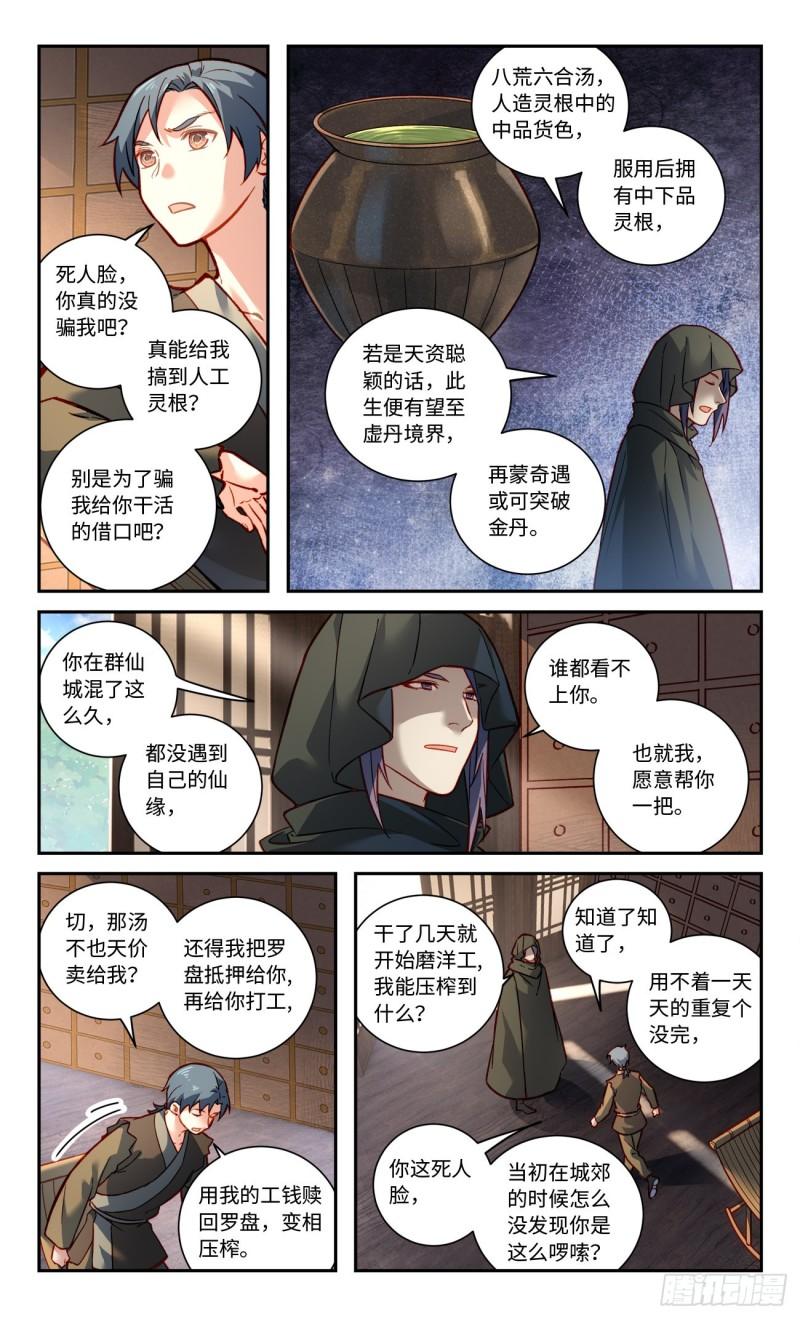 死人脸，
你真的没
骗我吧？
真能给我
搞到人工
灵根？
别是为了骗
我给你干活
的借口吧？
八荒六合汤，
人造灵根中的
中品货色，
服用后拥
有中下品
灵根，
若是天资聪
颖的话，此
生便有望至
虚丹境界，
再蒙奇遇
或可突破
金丹。
你在群仙
城混了这
么久，
都没遇到
自己的仙
缘，
谁都看不
上你。
也就我，
愿意帮你
一把。
切，那汤
不也天价
卖给我？
还得我把罗
盘抵押给你，
再给你打工，
用我的工钱赎
回罗盘，变相
压榨。
干了几天就
开始磨洋工，
我能压榨到
什么？
知道了知
道了，
用不着一天
天的重复个
没完，
你这死人
脸，
当初在城郊
的时候怎么
没发现你是
这么啰嗦？
腾讯动漫